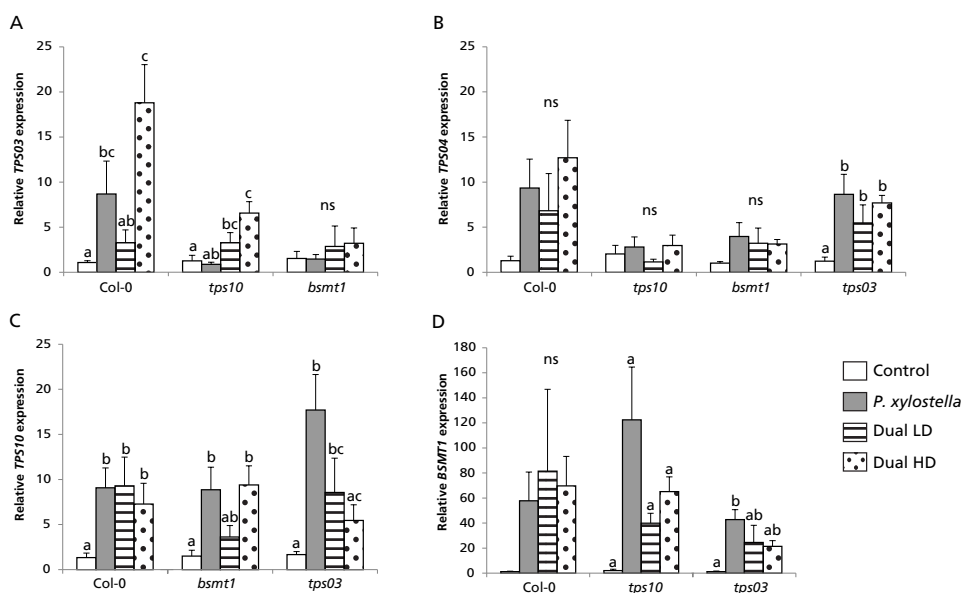 A
Relative TPS03 expression
25
20
15
10
5
0
a
bc
ab
c
a
ab
bc
c
ns
Col-0 tps10 bsmt1
B
Relative TPS04 expression
25
20
15
10
5
0
ns
ns
ns
a
b
b
b
Col-0 tps10 bsmt1 tps03
C
Relative TPS10 expression
25
20
15
10
5
0
a
b
b
b
a
b
ab
b
a
b
bc
ac
Col-0 bsmt1 tps03
D
Relative BSMT1 expression
180
160
140
120
100
80
60
40
20
0
ns
a
a
a
a
a
b
ab
ab
Col-0 tps10 tps03
Control
P. xylostella
Dual LD
Dual HD